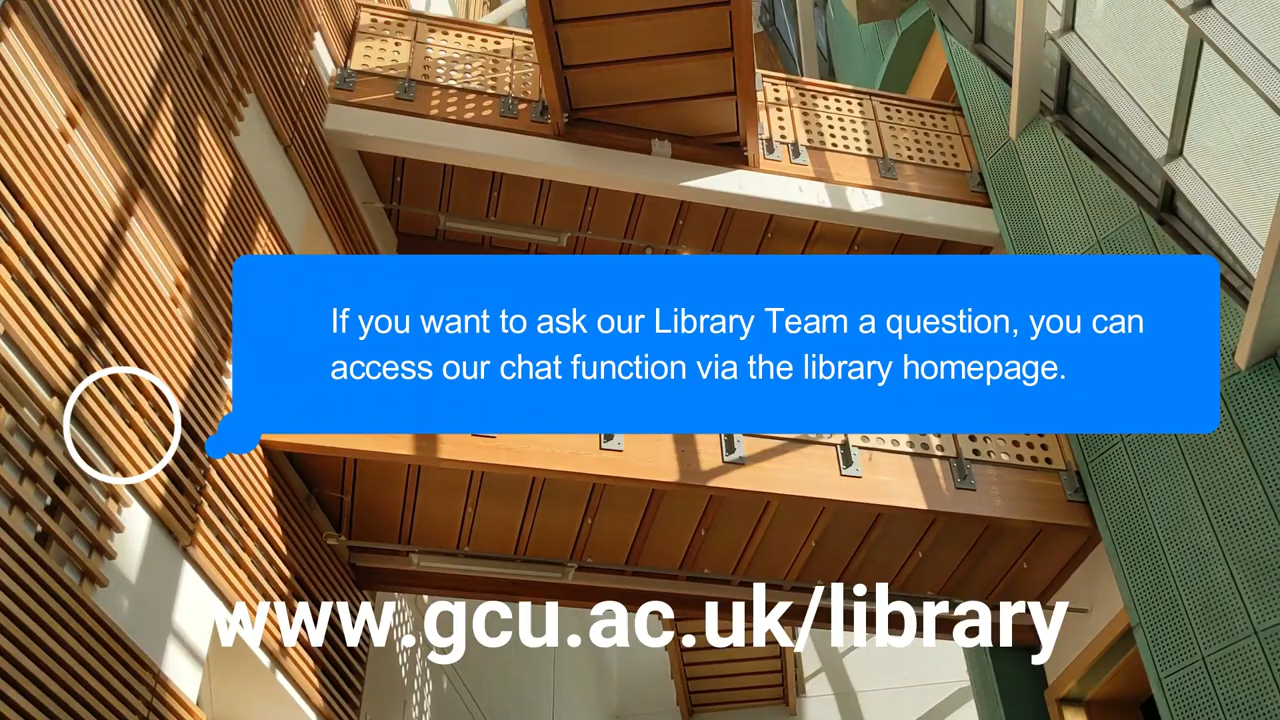 If you want to ask our Library Team a question, you can
access our chat function via the library homepage.
www.gcu.ac.uk/library